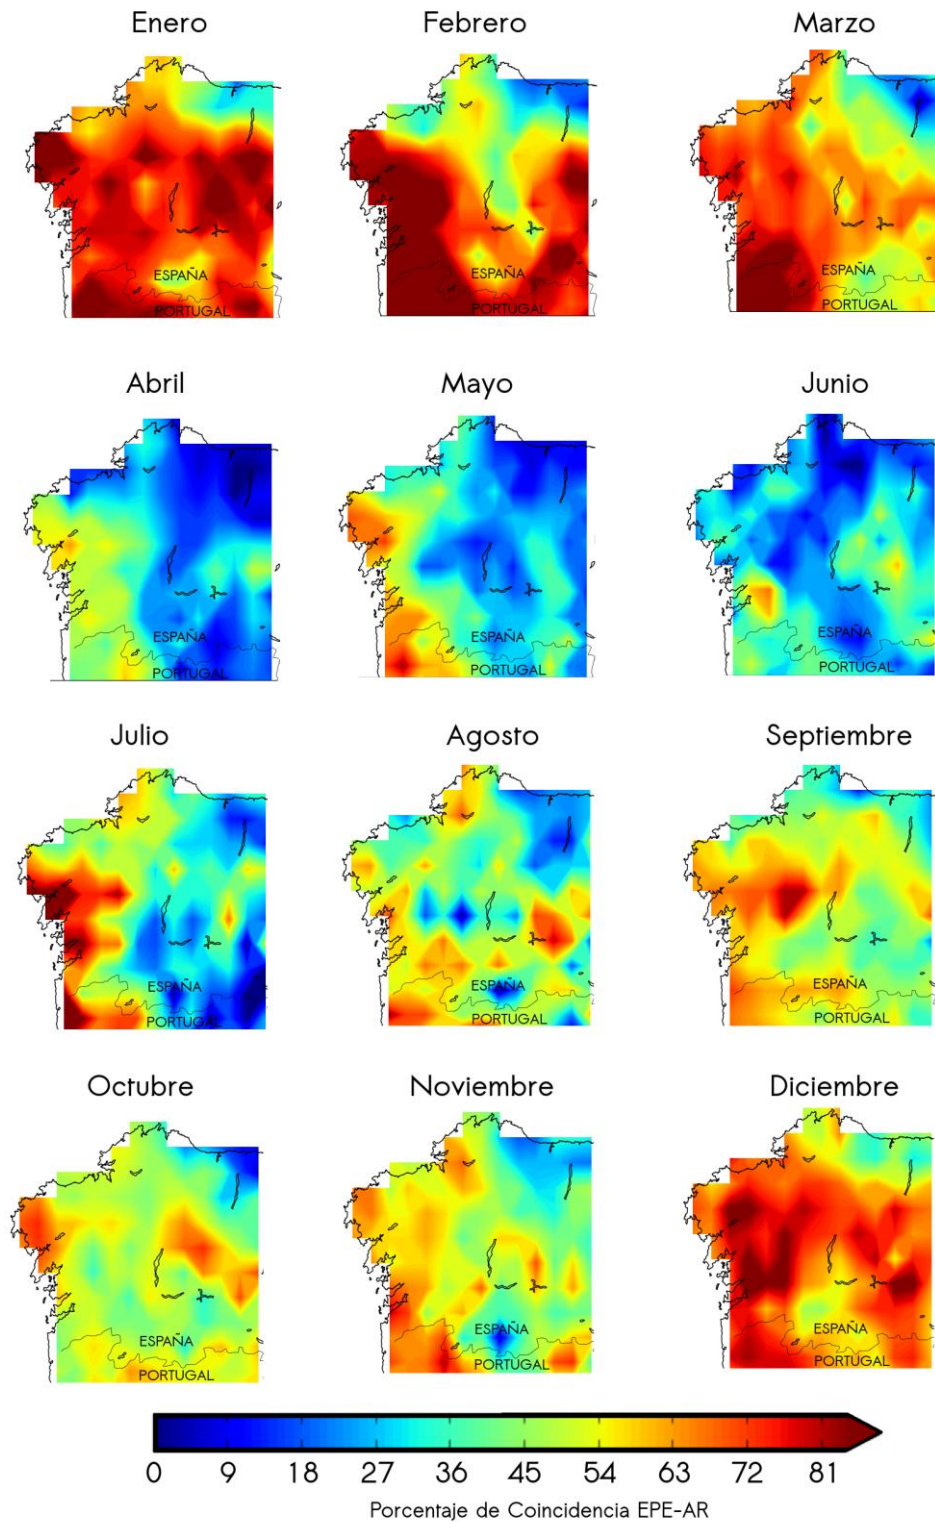 Enero Febrero Marzo
ESPAÑA ESPAÑA ESPAÑA
PORTUGAL PORTUGAL PORTUGAL
Abril Mayo Junio
ESPAÑA ESPAÑA ESPAÑA
PORTUGAL PORTUGAL PORTUGAL
Julio Agosto Septiembre
ESPAÑA ESPAÑA ESPAÑA
PORTUGAL PORTUGAL PORTUGAL
Octubre Noviembre Diciembre
ESPAÑA ESPAÑA ESPAÑA
PORTUGAL PORTUGAL PORTUGAL
0 9 18 27 36 45 54 63 72 81
Porcentaje de Coincidencia EPE-AR